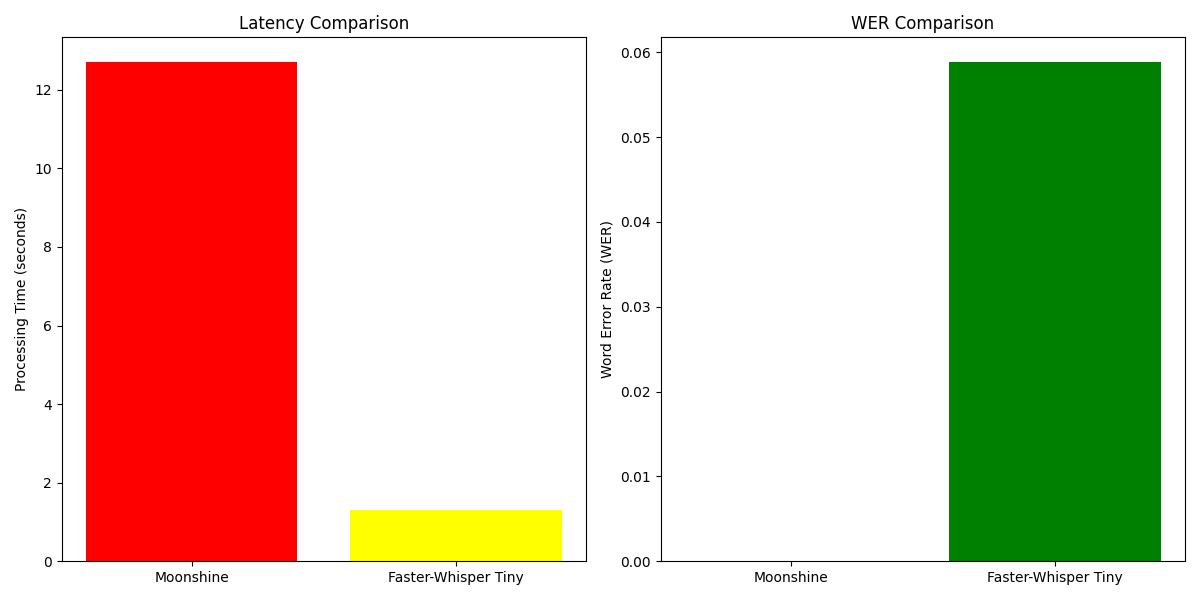 Latency Comparison
Processing Time (seconds)
12
10
8
6
4
2
0
Moonshine Faster-Whisper Tiny
WER Comparison
Word Error Rate (WER)
0.06
0.05
0.04
0.03
0.02
0.01
0.00
Moonshine Faster-Whisper Tiny